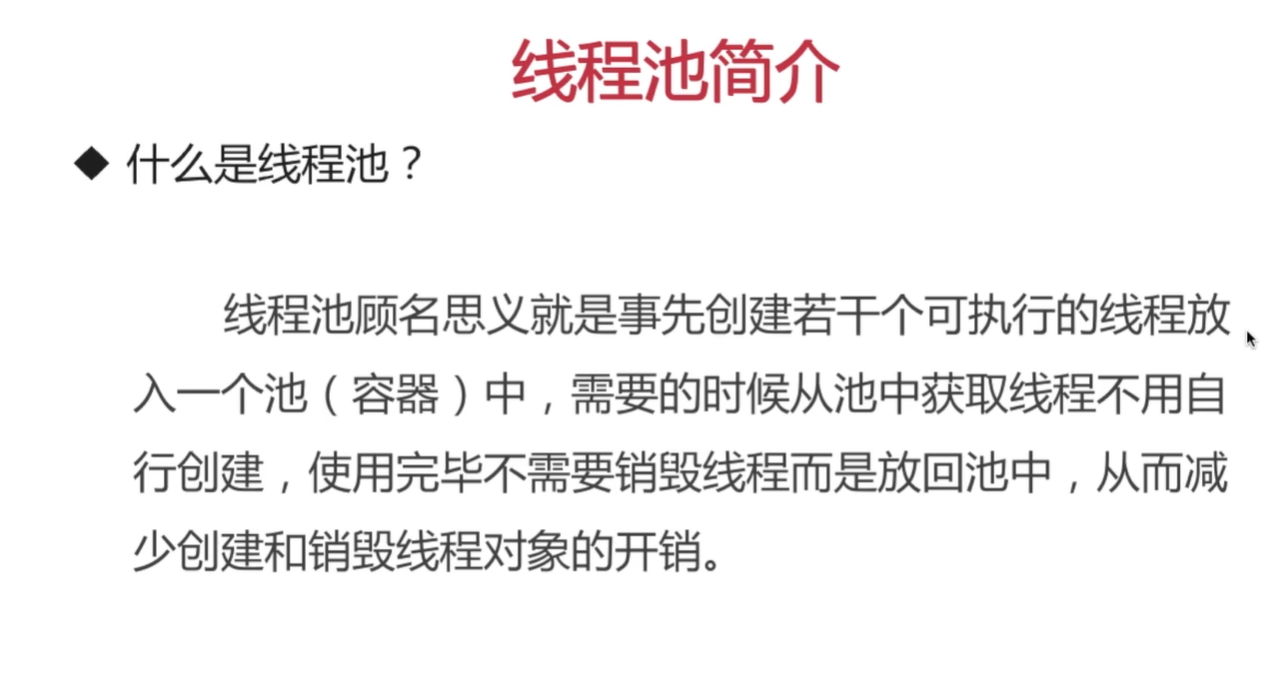 线程池简介
◆ 什么是线程池？
线程池顾名思义就是事先创建若干个可执行的线程放
入一个池（容器）中，需要的时候从池中获取线程不用自
行创建，使用完毕不需要销毁线程而是放回池中，从而减
少创建和销毁线程对象的开销。